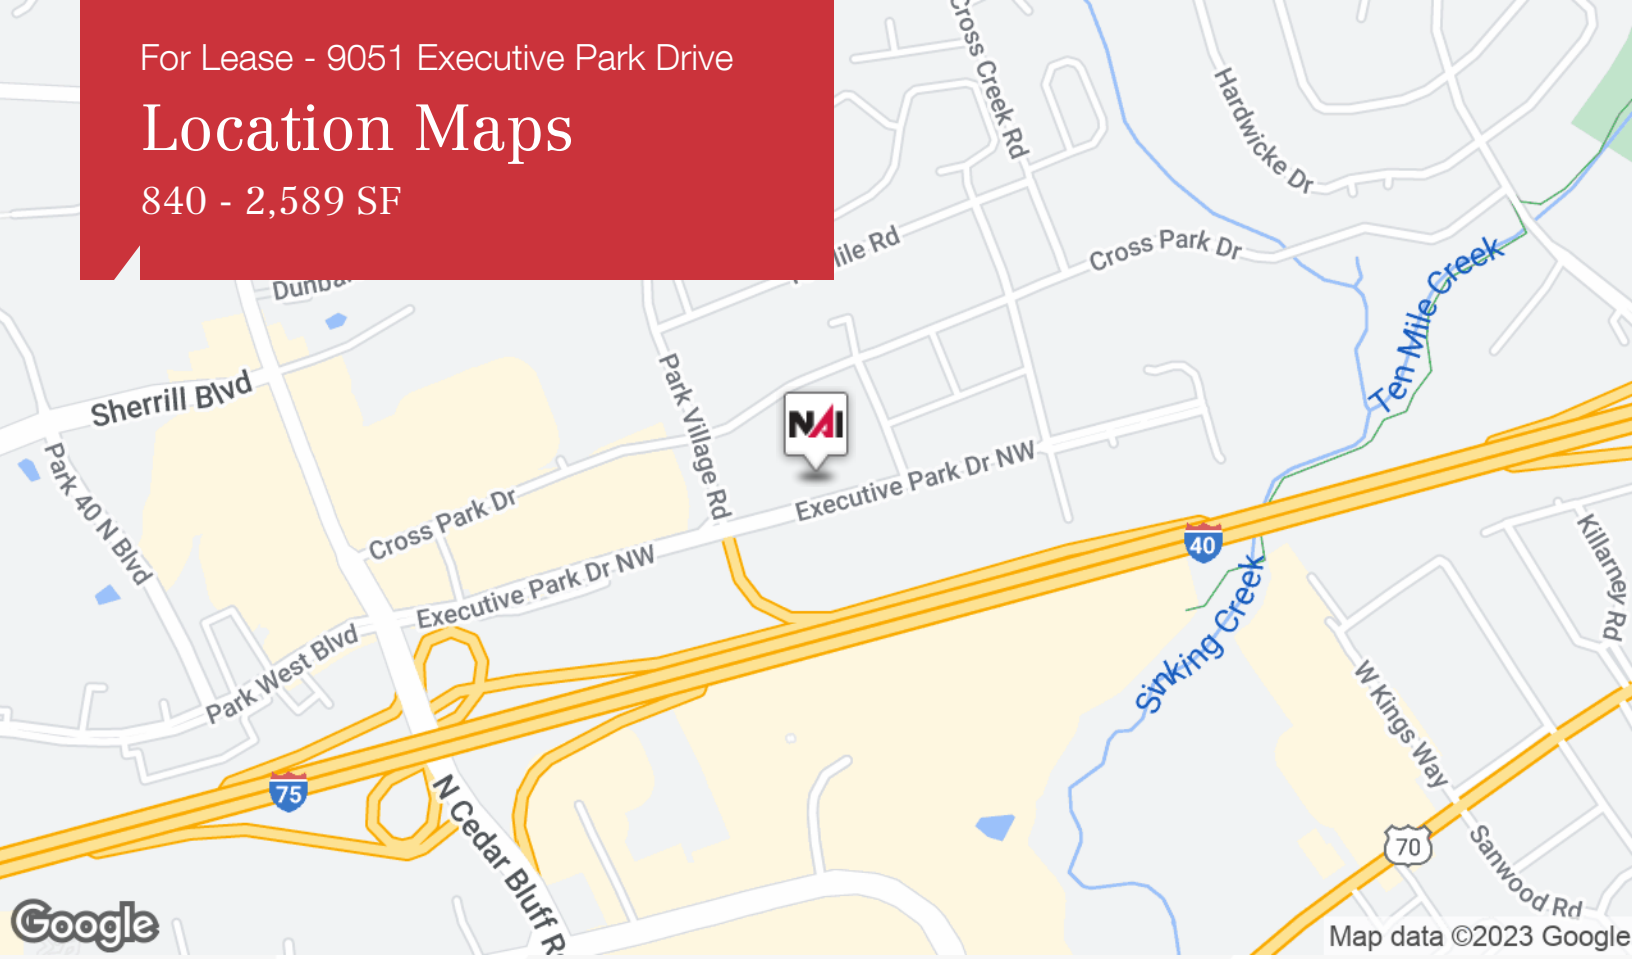 For Lease - 9051 Executive Park Drive
Location Maps
840 - 2,589 SF
Cross Creek Rd
Hardwicke Dr
Mile Rd
Cross Park Dr
Ten Mile Creek
Sherrill Blvd
Park Village Rd
NAI
Executive Park Dr NW
Park 40 N Blvd
Cross Park Dr
40
Killarney Rd
Executive Park Dr NW
Sinking Creek
Park West Blvd
W Kings Way
75
N Cedar Bluff R
70
Sanwood Rd
Google
Map data ©2023 Google